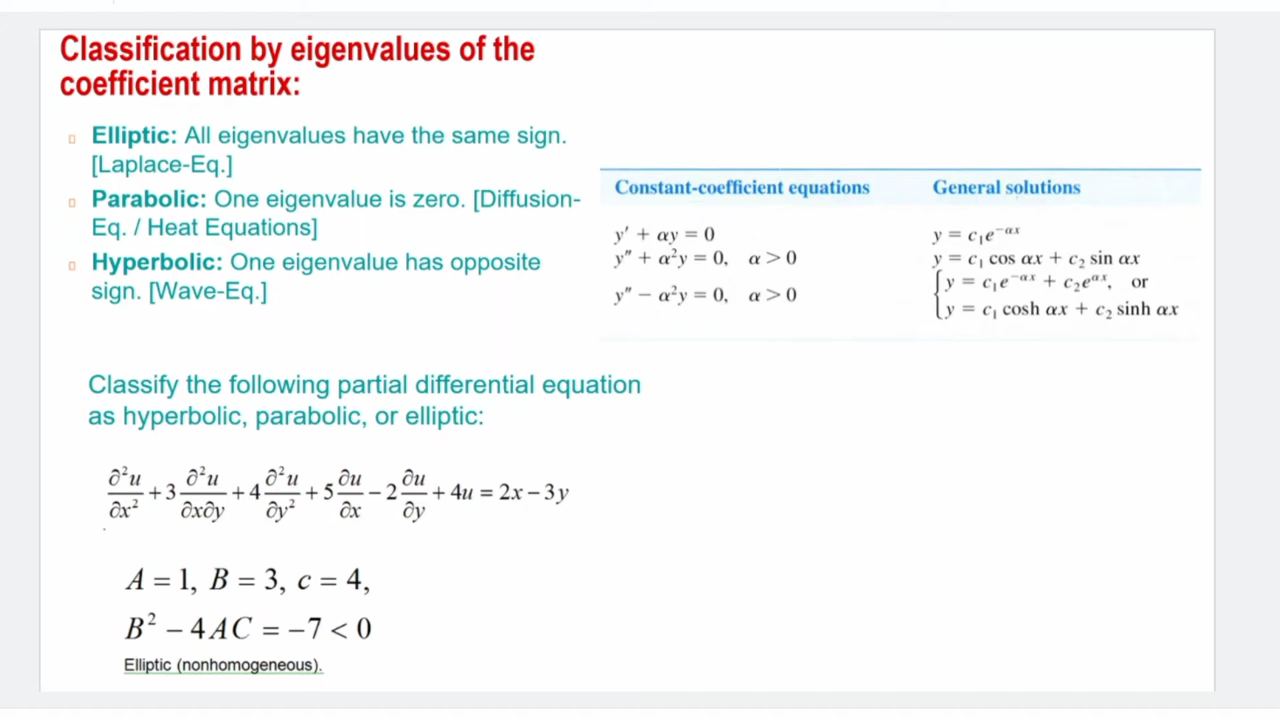 Classification by eigenvalues of the
coefficient matrix:
Elliptic: All eigenvalues have the same sign.
[Laplace-Eq.]
Parabolic: One eigenvalue is zero. [Diffusion-
Eq. / Heat Equations]
Hyperbolic: One eigenvalue has opposite
sign. [Wave-Eq.]
Constant-coefficient equations General solutions
y′ + αy = 0 y = c₁e^{−αx}
y″ + α²y = 0, α > 0 y = c₁ cos αx + c₂ sin αx
y″ − α²y = 0, α > 0 { y = c₁e^{−αx} + c₂e^{αx}, or
y = c₁ cosh αx + c₂ sinh αx
Classify the following partial differential equation
as hyperbolic, parabolic, or elliptic:
∂²u/∂x² + 3 ∂²u/∂x∂y + 4 ∂²u/∂y² + 5 ∂u/∂x − 2 ∂u/∂y + 4u = 2x − 3y
A = 1, B = 3, c = 4,
B² − 4AC = −7 < 0
Elliptic (nonhomogeneous).